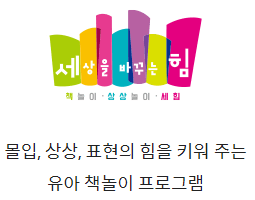 세상을 바꾸는 힘
책놀이·상상놀이·세힘
몰입, 상상, 표현의 힘을 키워 주는
유아 책놀이 프로그램